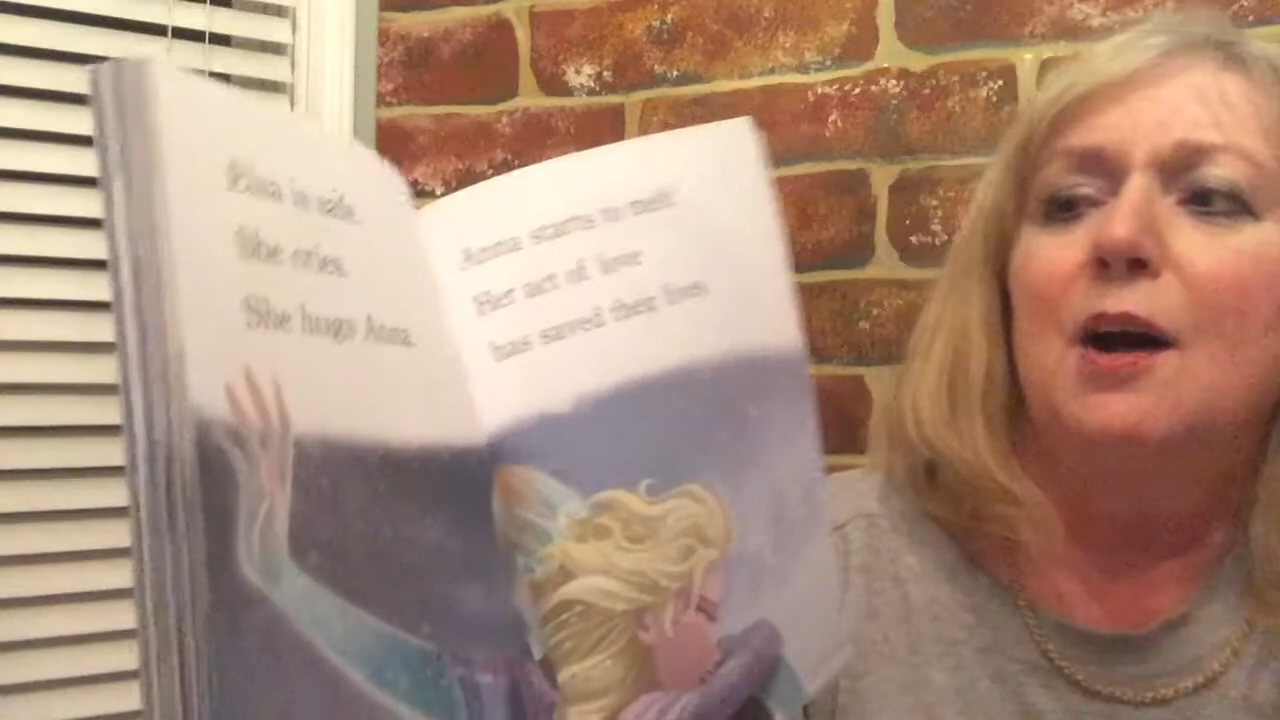 Elsa is safe.
She cries.
She hugs Anna.
Anna starts to melt.
Her act of love
has saved their lives.